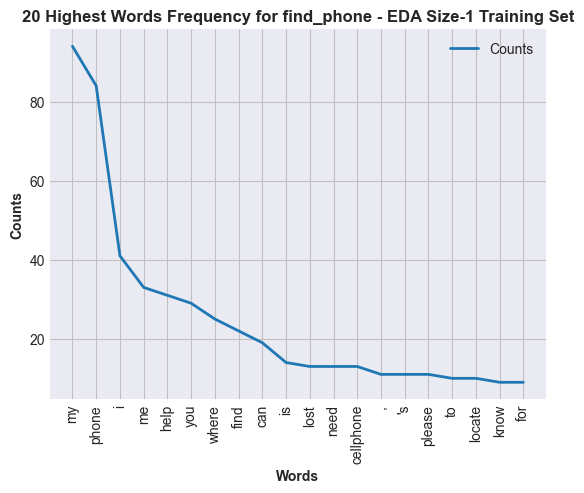 20 Highest Words Frequency for find_phone - EDA Size-1 Training Set
Counts
80
60
40
20
Counts
my
phone
i
me
help
you
where
find
can
is
lost
need
cellphone
,
's
please
to
locate
know
for
Words